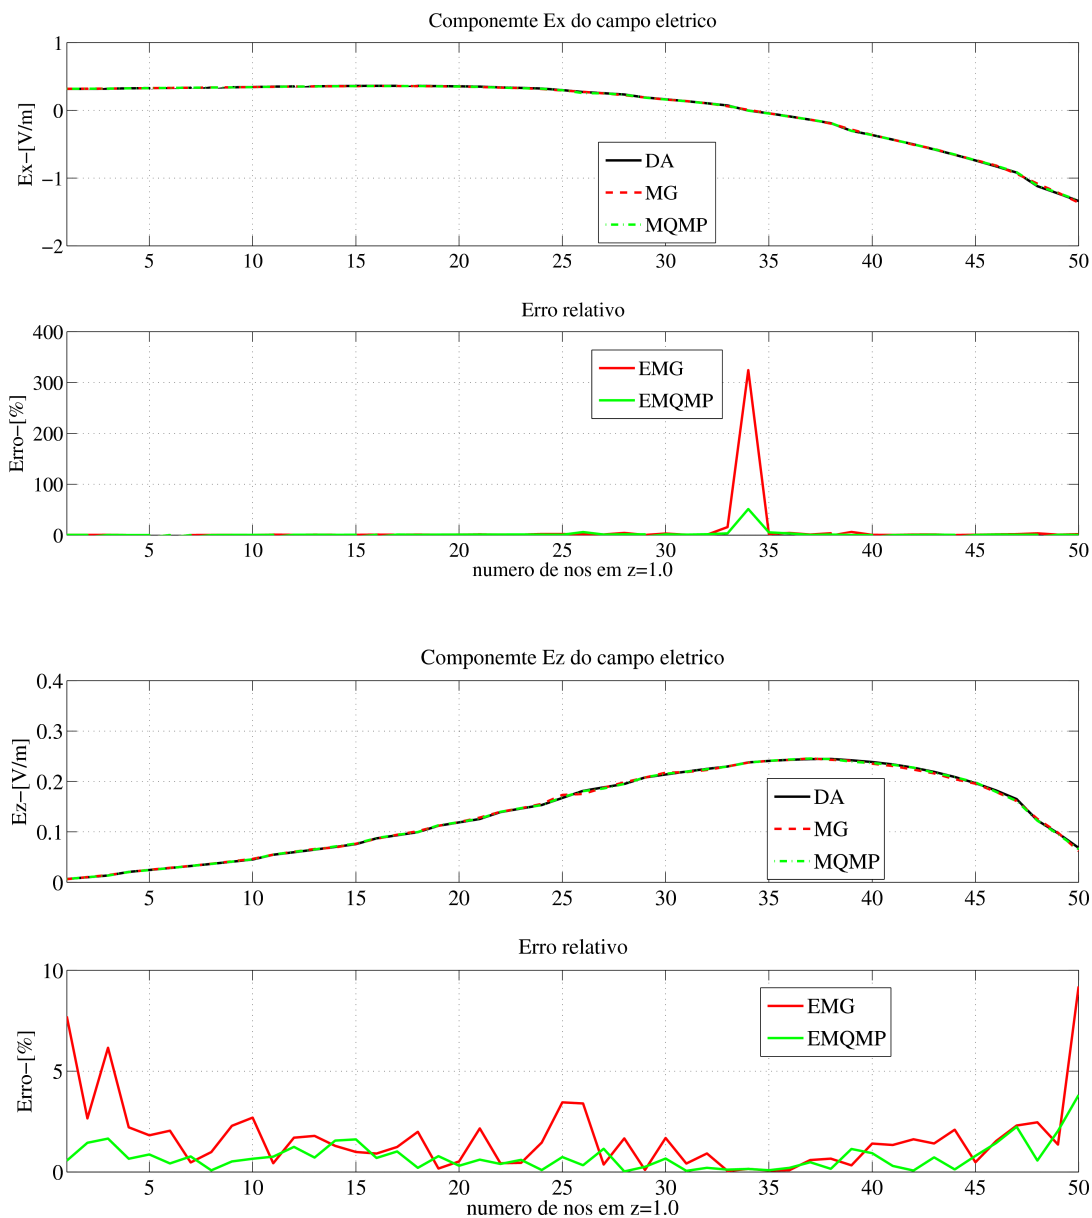 Componemte Ex do campo eletrico
Ex−[V/m]
1
0
−1
−2
DA
MG
MQMP
5 10 15 20 25 30 35 40 45 50
Erro relativo
Erro−[%]
400
300
200
100
0
EMG
EMQMP
5 10 15 20 25 30 35 40 45 50
numero de nos em z=1.0
Componemte Ez do campo eletrico
Ez−[V/m]
0.4
0.3
0.2
0.1
0
DA
MG
MQMP
5 10 15 20 25 30 35 40 45 50
Erro relativo
Erro−[%]
10
5
0
EMG
EMQMP
5 10 15 20 25 30 35 40 45 50
numero de nos em z=1.0